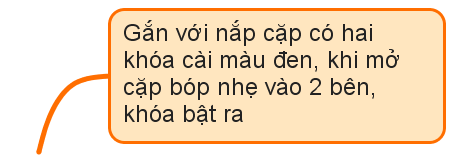 Gắn với nắp cặp có hai
khóa cài màu đen, khi mở
cặp bóp nhẹ vào 2 bên,
khóa bật ra